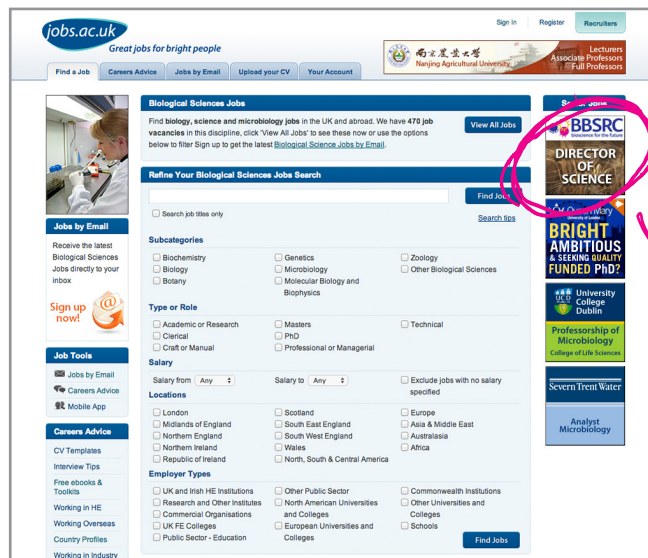 jobs.ac.uk
Great jobs for bright people
Sign In
Register
Recruiters
南京農業大學
Nanjing Agricultural University
Lecturers
Associate Professors
Full Professors
Find a Job
Careers Advice
Jobs by Email
Upload your CV
Your Account
Biological Sciences Jobs
Find biology, science and microbiology jobs in the UK and abroad. We have 470 job
vacancies in this discipline, click 'View All Jobs' to see these now or use the options
below to filter Sign up to get the latest Biological Science Jobs by Email.
View All Jobs
Refine Your Biological Sciences Jobs Search
Find Jobs
Search job titles only
Search tips
Subcategories
Biochemistry
Genetics
Zoology
Biology
Microbiology
Other Biological Sciences
Botany
Molecular Biology and
Biophysics
Type or Role
Academic or Research
Masters
Technical
Clerical
PhD
Craft or Manual
Professional or Managerial
Salary
Salary from Any
Salary to Any
Exclude jobs with no salary
specified
Locations
London
Scotland
Europe
Midlands of England
South East England
Asia & Middle East
Northern England
South West England
Australasia
Northern Ireland
Wales
Africa
Republic of Ireland
North, South & Central America
Employer Types
UK and Irish HE Institutions
Other Public Sector
Commonwealth Institutions
Research and Other Institutes
North American Universities
and Colleges
Other Universities and
Colleges
Commercial Organisations
UK FE Colleges
European Universities and
Colleges
Schools
Public Sector - Education
Find Jobs
Jobs by Email
Receive the latest
Biological Sciences
Jobs directly to your
inbox
Sign up
now!
Job Tools
Jobs by Email
Careers Advice
Mobile App
Careers Advice
CV Templates
Interview Tips
Free ebooks &
Toolkits
Working in HE
Working Overseas
Country Profiles
Working in Industry
Jobs
BBSRC
bioscience for the future
DIRECTOR
OF
SCIENCE
Queen Mary
University of London
BRIGHT
AMBITIOUS
& SEEKING QUALITY
FUNDED PhD?
UCD
DUBLIN
University
College
Dublin
Professorship of
Microbiology
College of Life Sciences
Severn Trent Water
Analyst
Microbiology